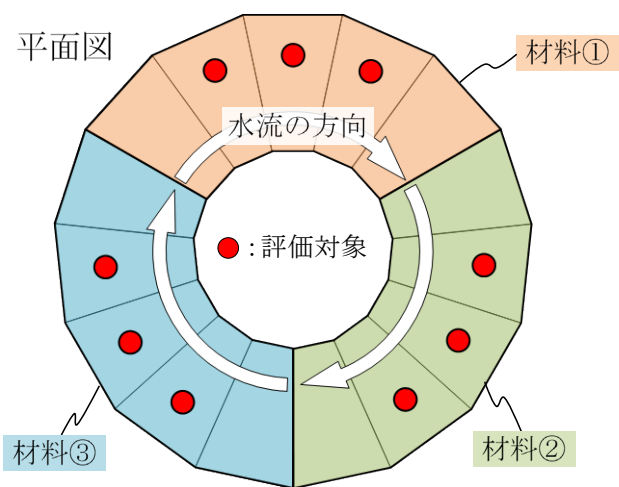 平面図
材料①
水流の方向
:評価対象
材料③
材料②